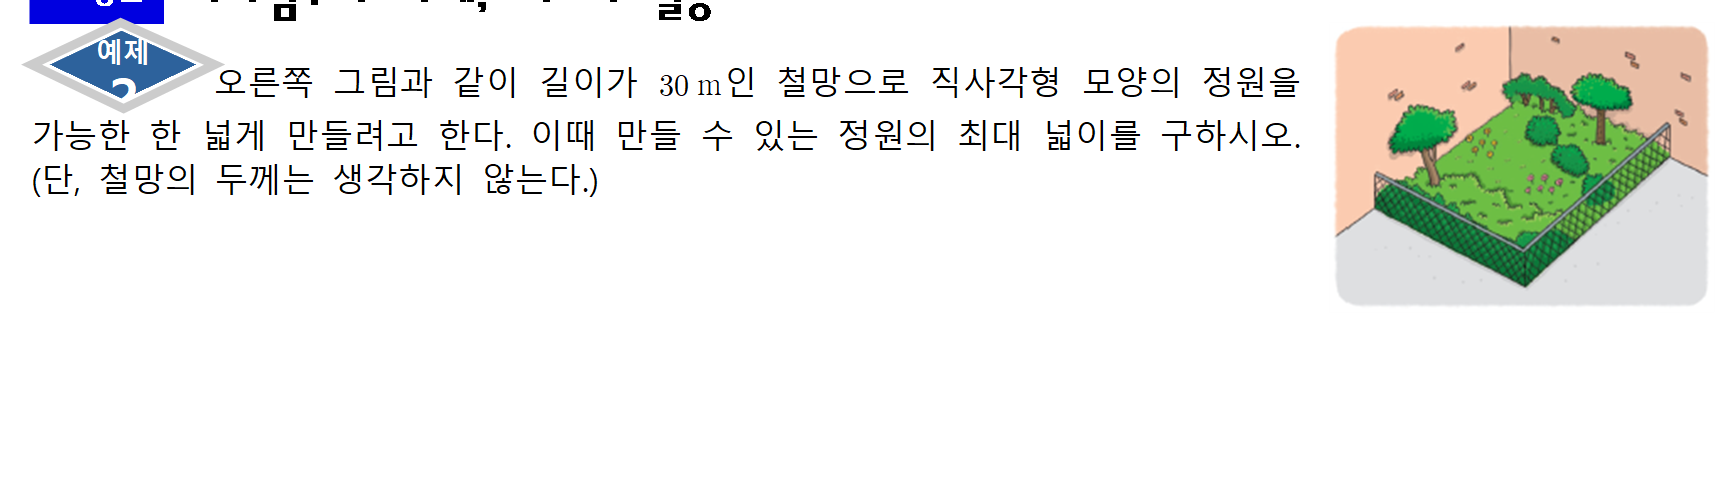 예제
2
오른쪽 그림과 같이 길이가 30 m인 철망으로 직사각형 모양의 정원을
가능한 한 넓게 만들려고 한다. 이때 만들 수 있는 정원의 최대 넓이를 구하시오.
(단, 철망의 두께는 생각하지 않는다.)